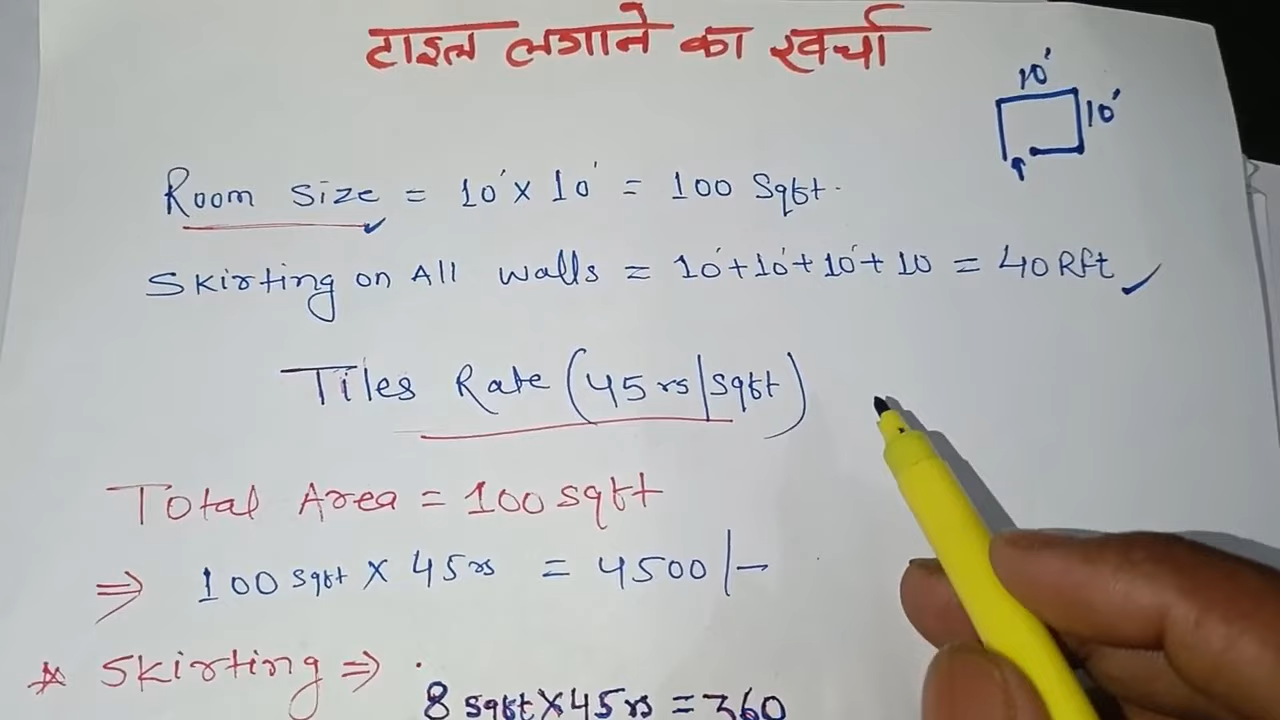 टाइल लगाने का खर्चा
10'
10'
Room Size = 10' x 10' = 100 Sqft.
Skirting on All walls = 10'+10'+10'+10 = 40 Rft
Tiles Rate (45 rs/sqft)
Total Area = 100 sqft
⇒ 100 sqft x 45 rs = 4500/-
* Skirting ⇒
8 sqft x 45 rs = 360